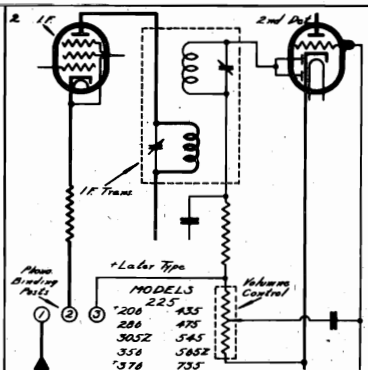 2 I.F. 2nd Det.
I.F. Trans.
+Later Type
Phono. Binding Posts
1 2 3
Volume Control
MODELS
225
+206 435
286 475
305Z 545
356 565Z
+376 735